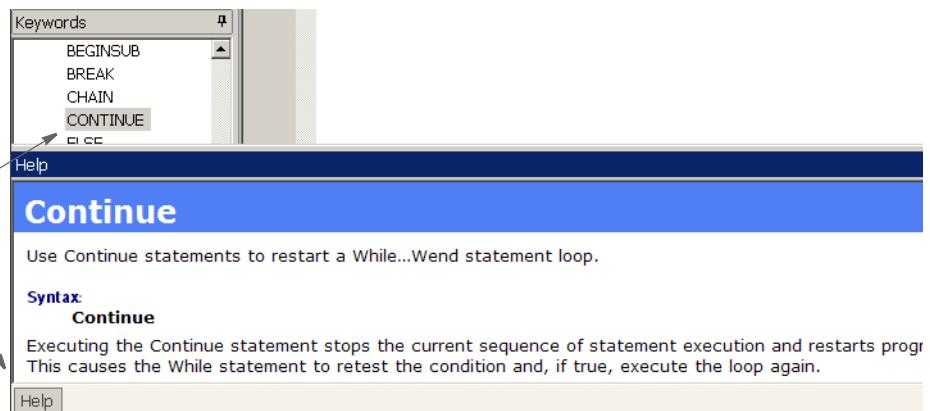 Keywords
BEGINSUB
BREAK
CHAIN
CONTINUE
ELSE
Help
Continue
Use Continue statements to restart a While...Wend statement loop.
Syntax:
Continue
Executing the Continue statement stops the current sequence of statement execution and restarts progr
This causes the While statement to retest the condition and, if true, execute the loop again.
Help